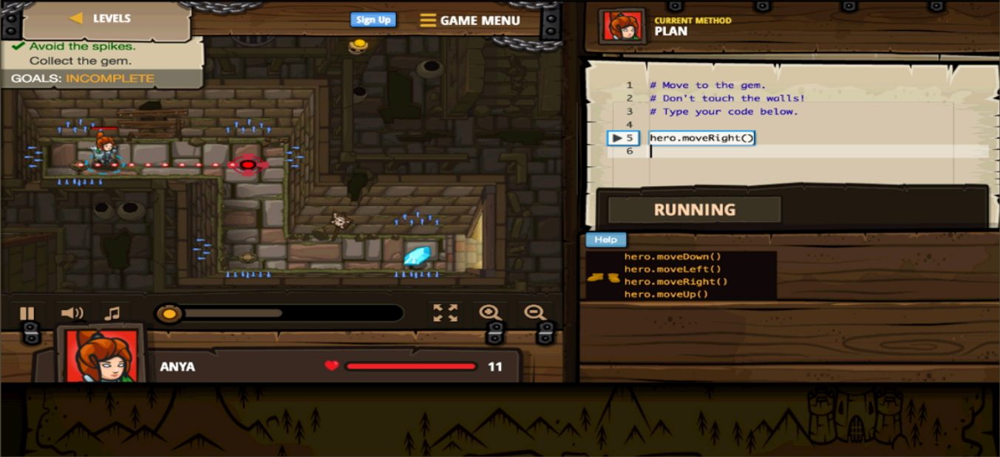 LEVELS
Sign Up
GAME MENU
Avoid the spikes.
Collect the gem.
GOALS: INCOMPLETE
ANYA
11
CURRENT METHOD
PLAN
1 # Move to the gem.
2 # Don't touch the walls!
3 # Type your code below.
4
5 hero.moveRight()
6
RUNNING
Help
hero.moveDown()
hero.moveLeft()
hero.moveRight()
hero.moveUp()